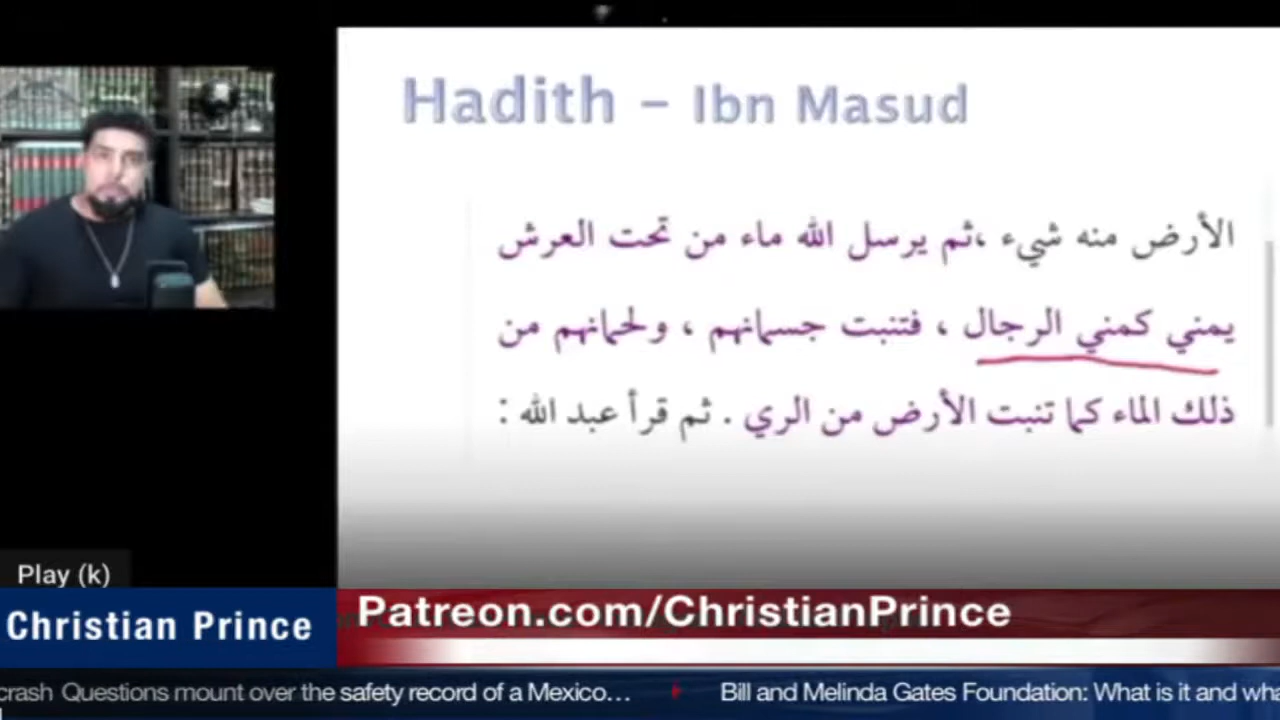 Hadith – Ibn Masud
الأرض منه شيء ،ثم يرسل الله ماء من تحت العرش
يمني كمني الرجال ، فتنبت جسمانهم ، ولحمانهم من
ذلك الماء كما تنبت الأرض من الري . ثم قرأ عبد الله :
Play (k)
Patreon.com/ChristianPrince
Christian Prince
crash Questions mount over the safety record of a Mexico… Bill and Melinda Gates Foundation: What is it and wha